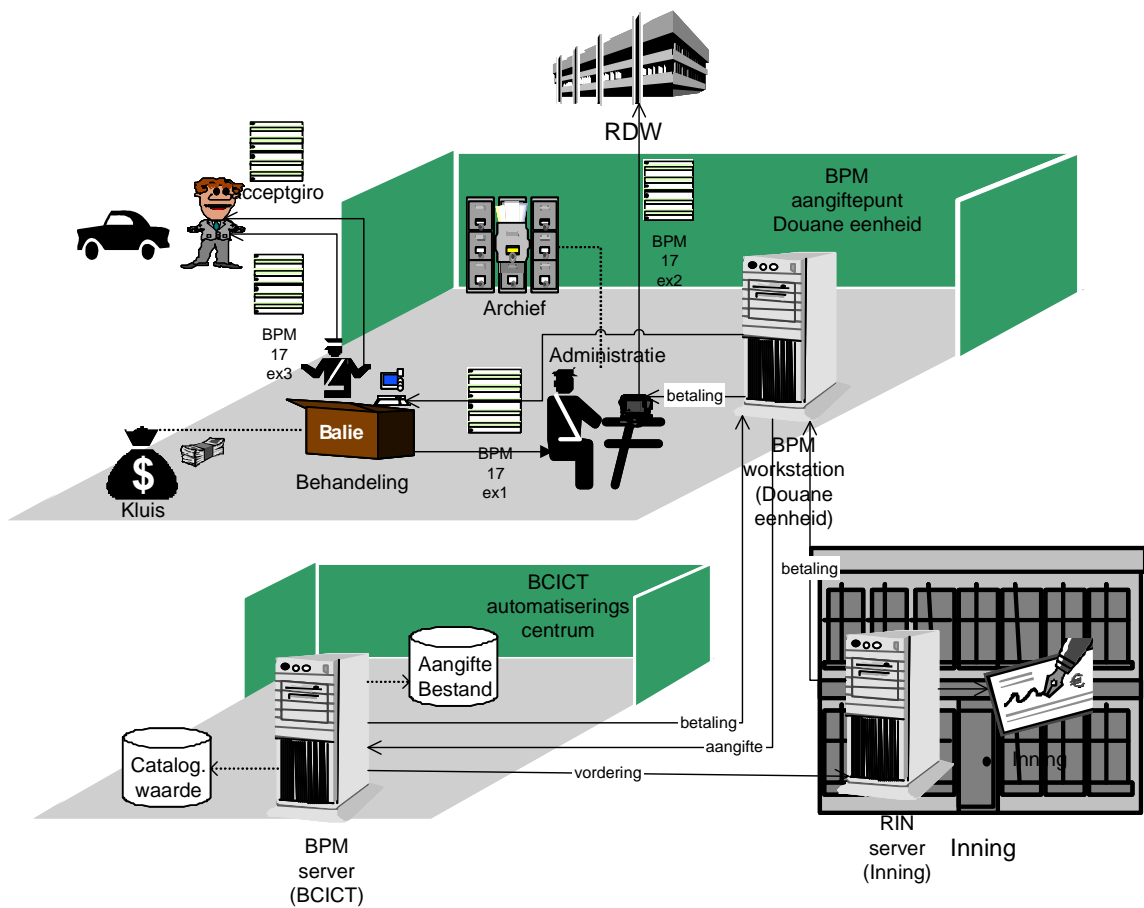 RDW
acceptgiro
BPM
aangiftepunt
Douane eenheid
BPM
17
ex2
Archief
BPM
17
ex3
Administratie
betaling
Balie
BPM
17
ex1
Behandeling
$
Kluis
BPM
workstation
(Douane
eenheid)
betaling
BCICT
automatiserings
centrum
Aangifte
Bestand
betaling
aangifte
Catalog.
waarde
vordering
Inning
BPM
server
(BCICT)
RIN
server
(Inning)
Inning